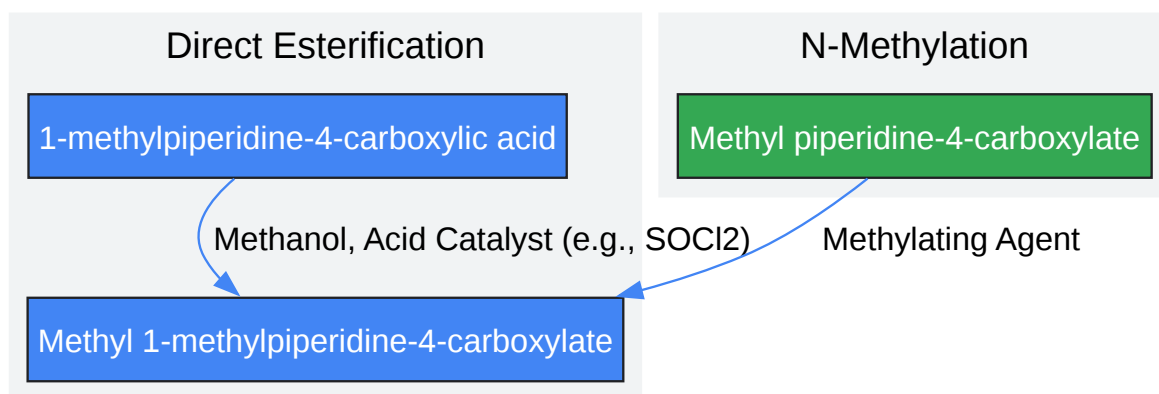 Direct Esterification
N-Methylation
1-methylpiperidine-4-carboxylic acid
Methyl piperidine-4-carboxylate
Methanol, Acid Catalyst (e.g., SOCl2)
Methylating Agent
Methyl 1-methylpiperidine-4-carboxylate